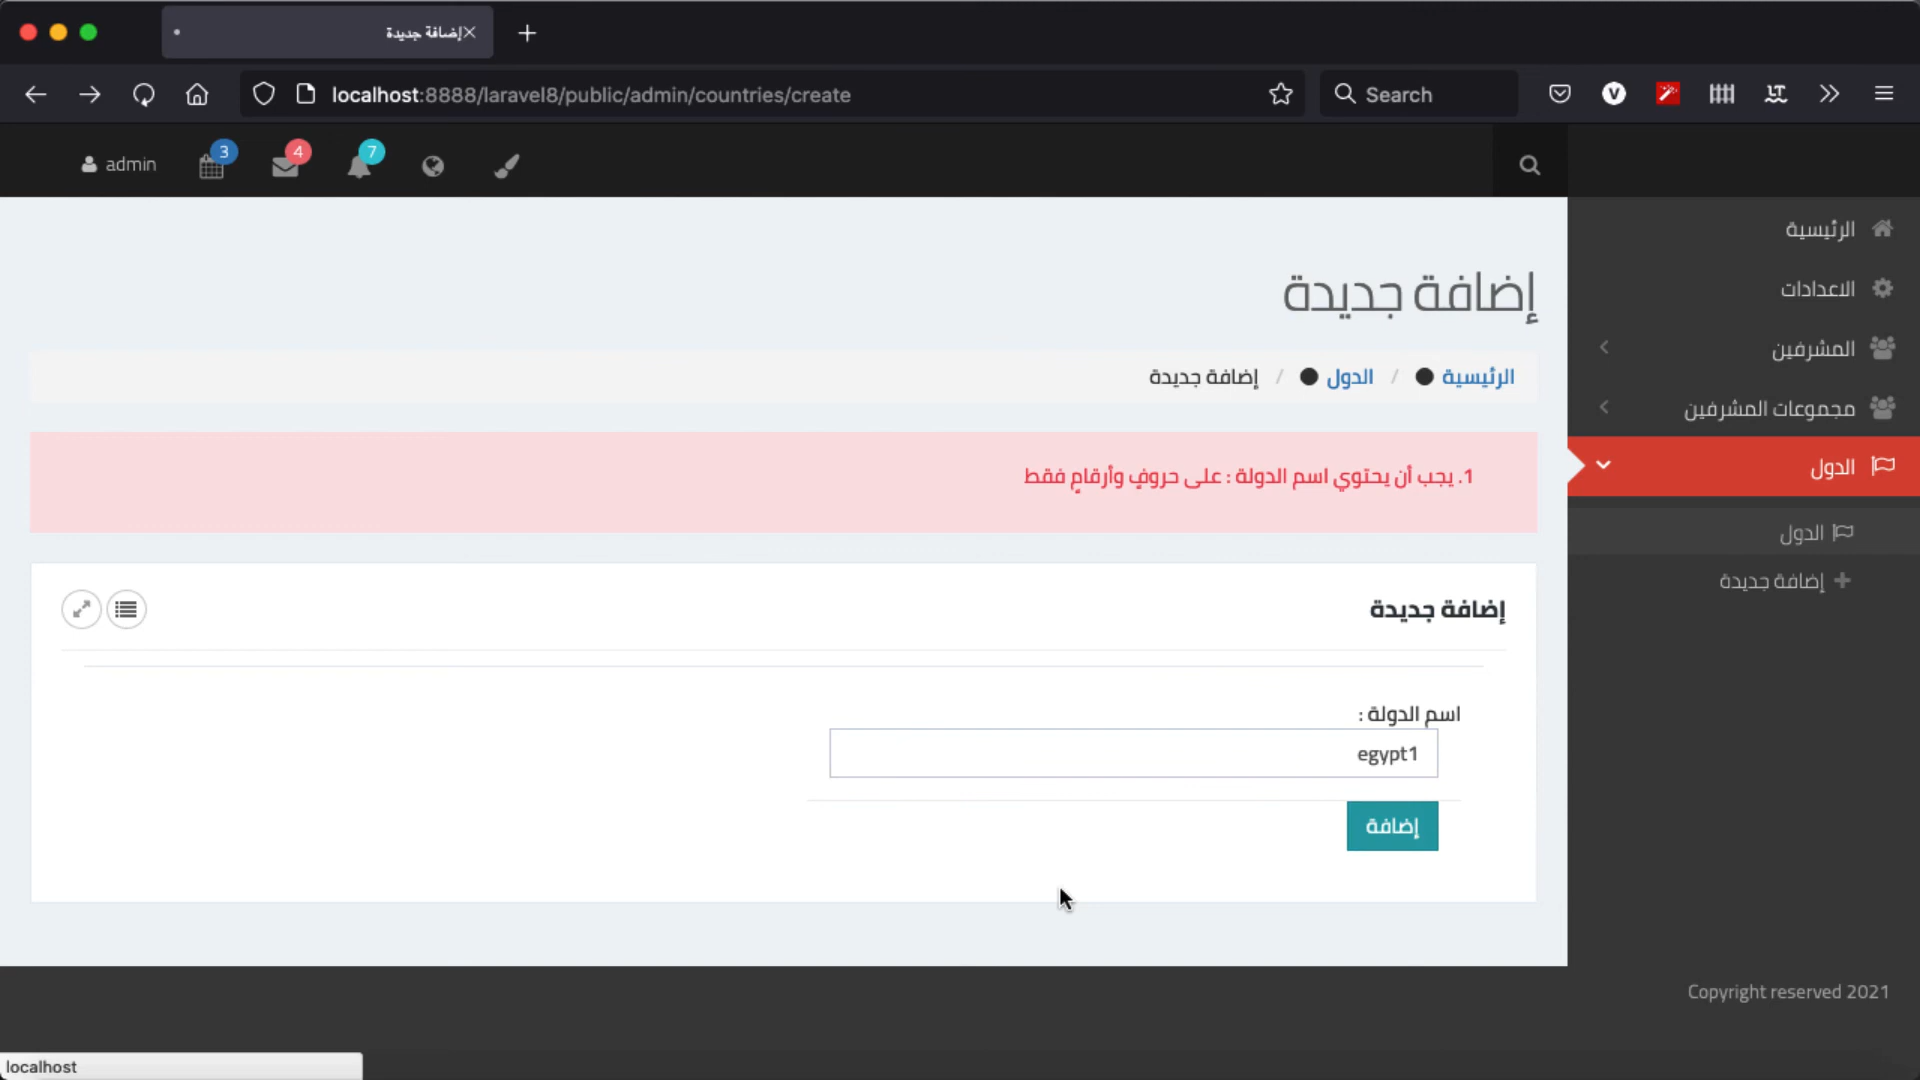 إضافة جديدة
localhost:8888/laravel8/public/admin/countries/create
Search
V
admin
3
4
7
الرئيسية
الاعدادات
المشرفين
مجموعات المشرفين
الدول
الدول
إضافة جديدة
إضافة جديدة
الرئيسية / الدول / إضافة جديدة
1. يجب أن يحتوي اسم الدولة : على حروفٍ وأرقامٍ فقط
إضافة جديدة
اسم الدولة :
egypt1
إضافة
Copyright reserved 2021
localhost